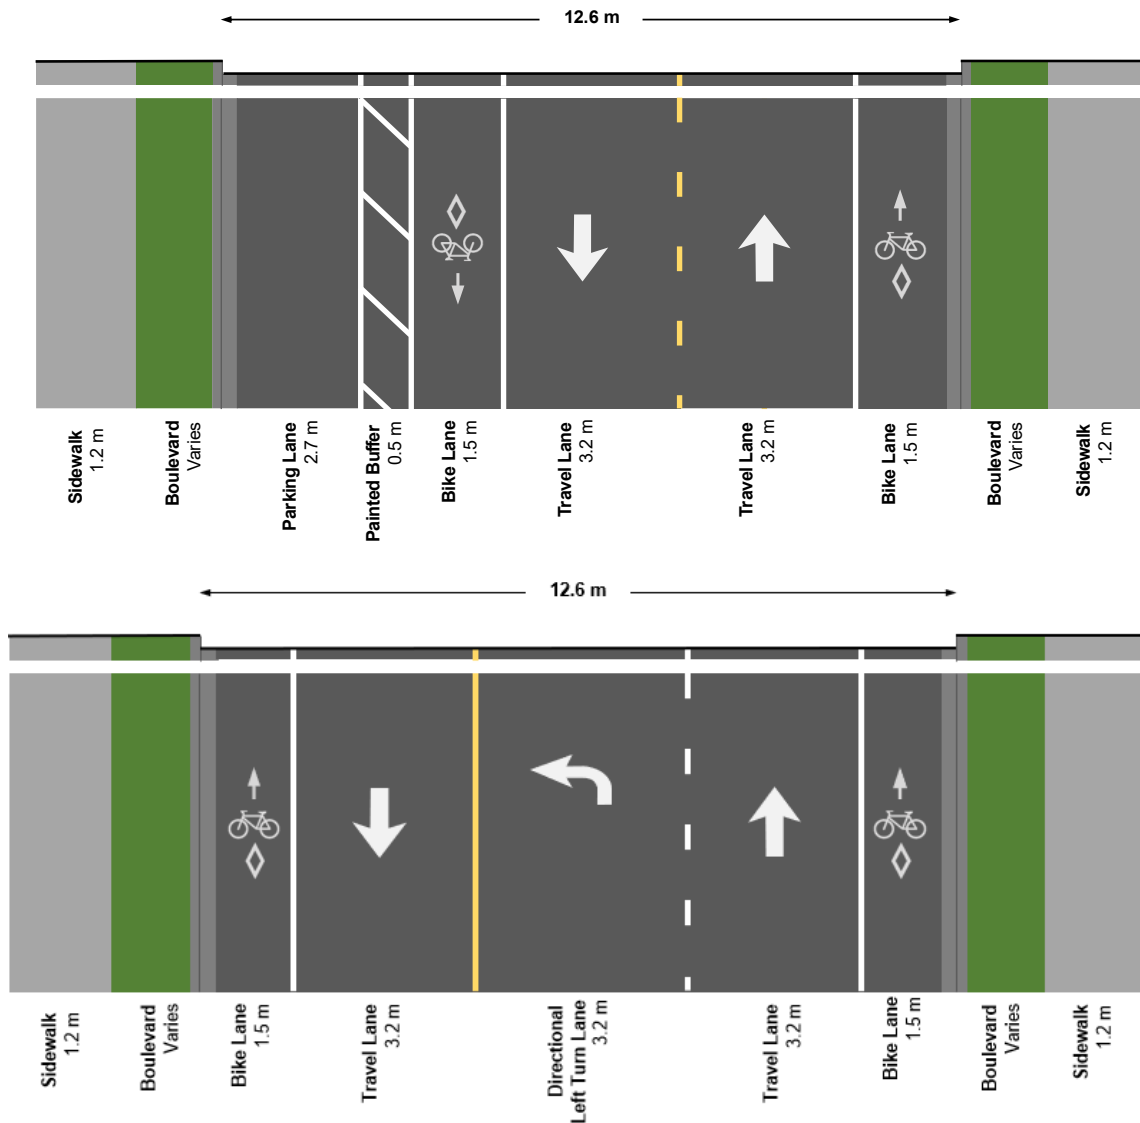 12.6 m
Sidewalk
1.2 m
Boulevard
Varies
Parking Lane
2.7 m
Painted Buffer
0.5 m
Bike Lane
1.5 m
Travel Lane
3.2 m
Travel Lane
3.2 m
Bike Lane
1.5 m
Boulevard
Varies
Sidewalk
1.2 m
12.6 m
Sidewalk
1.2 m
Boulevard
Varies
Bike Lane
1.5 m
Travel Lane
3.2 m
Directional
Left Turn Lane
3.2 m
Travel Lane
3.2 m
Bike Lane
1.5 m
Boulevard
Varies
Sidewalk
1.2 m